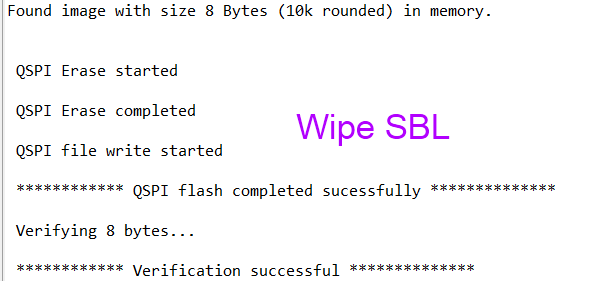 Found image with size 8 Bytes (10k rounded) in memory.
QSPI Erase started
QSPI Erase completed
Wipe SBL
QSPI file write started
************ QSPI flash completed sucessfully **************
Verifying 8 bytes...
************ Verification successful **************